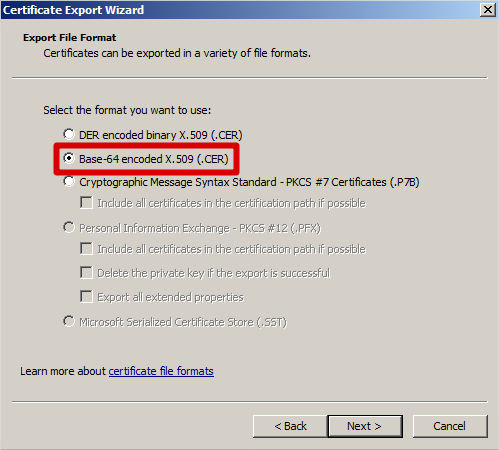 Certificate Export Wizard
Export File Format
Certificates can be exported in a variety of file formats.
Select the format you want to use:
DER encoded binary X.509 (.CER)
Base-64 encoded X.509 (.CER)
Cryptographic Message Syntax Standard - PKCS #7 Certificates (.P7B)
Include all certificates in the certification path if possible
Personal Information Exchange - PKCS #12 (.PFX)
Include all certificates in the certification path if possible
Delete the private key if the export is successful
Export all extended properties
Microsoft Serialized Certificate Store (.SST)
Learn more about certificate file formats
< Back Next > Cancel